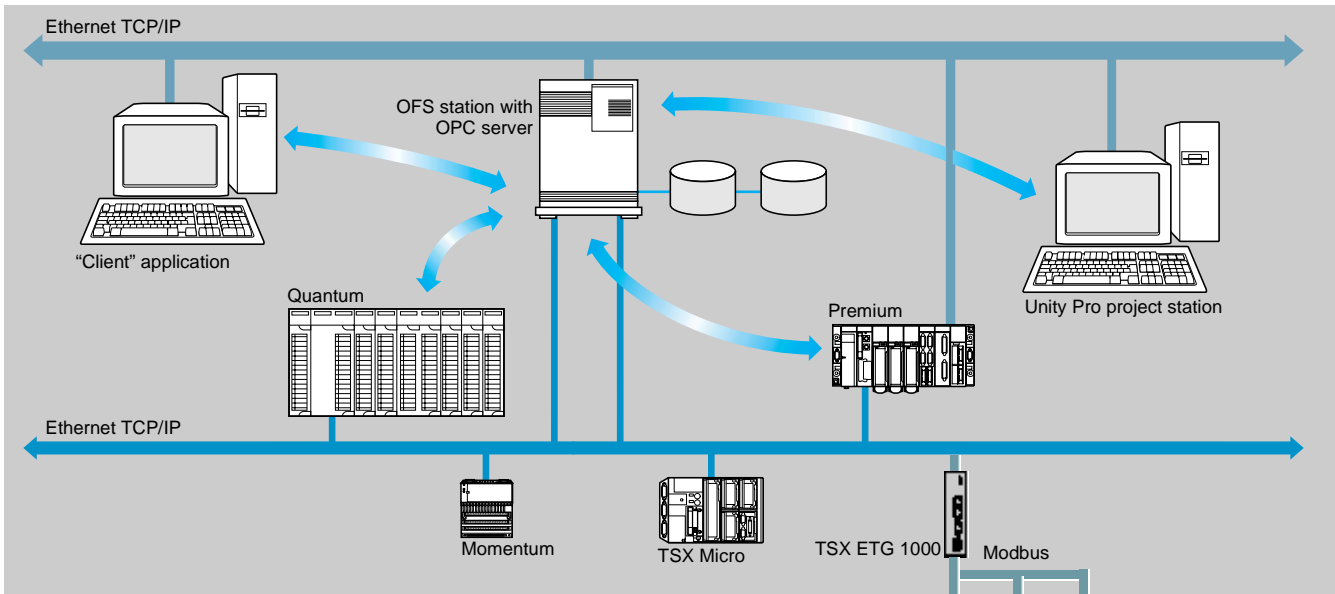 Ethernet TCP/IP
OFS station with
OPC server
“Client” application
Unity Pro project station
Quantum
Premium
Ethernet TCP/IP
Momentum
TSX Micro
TSX ETG 1000
Modbus